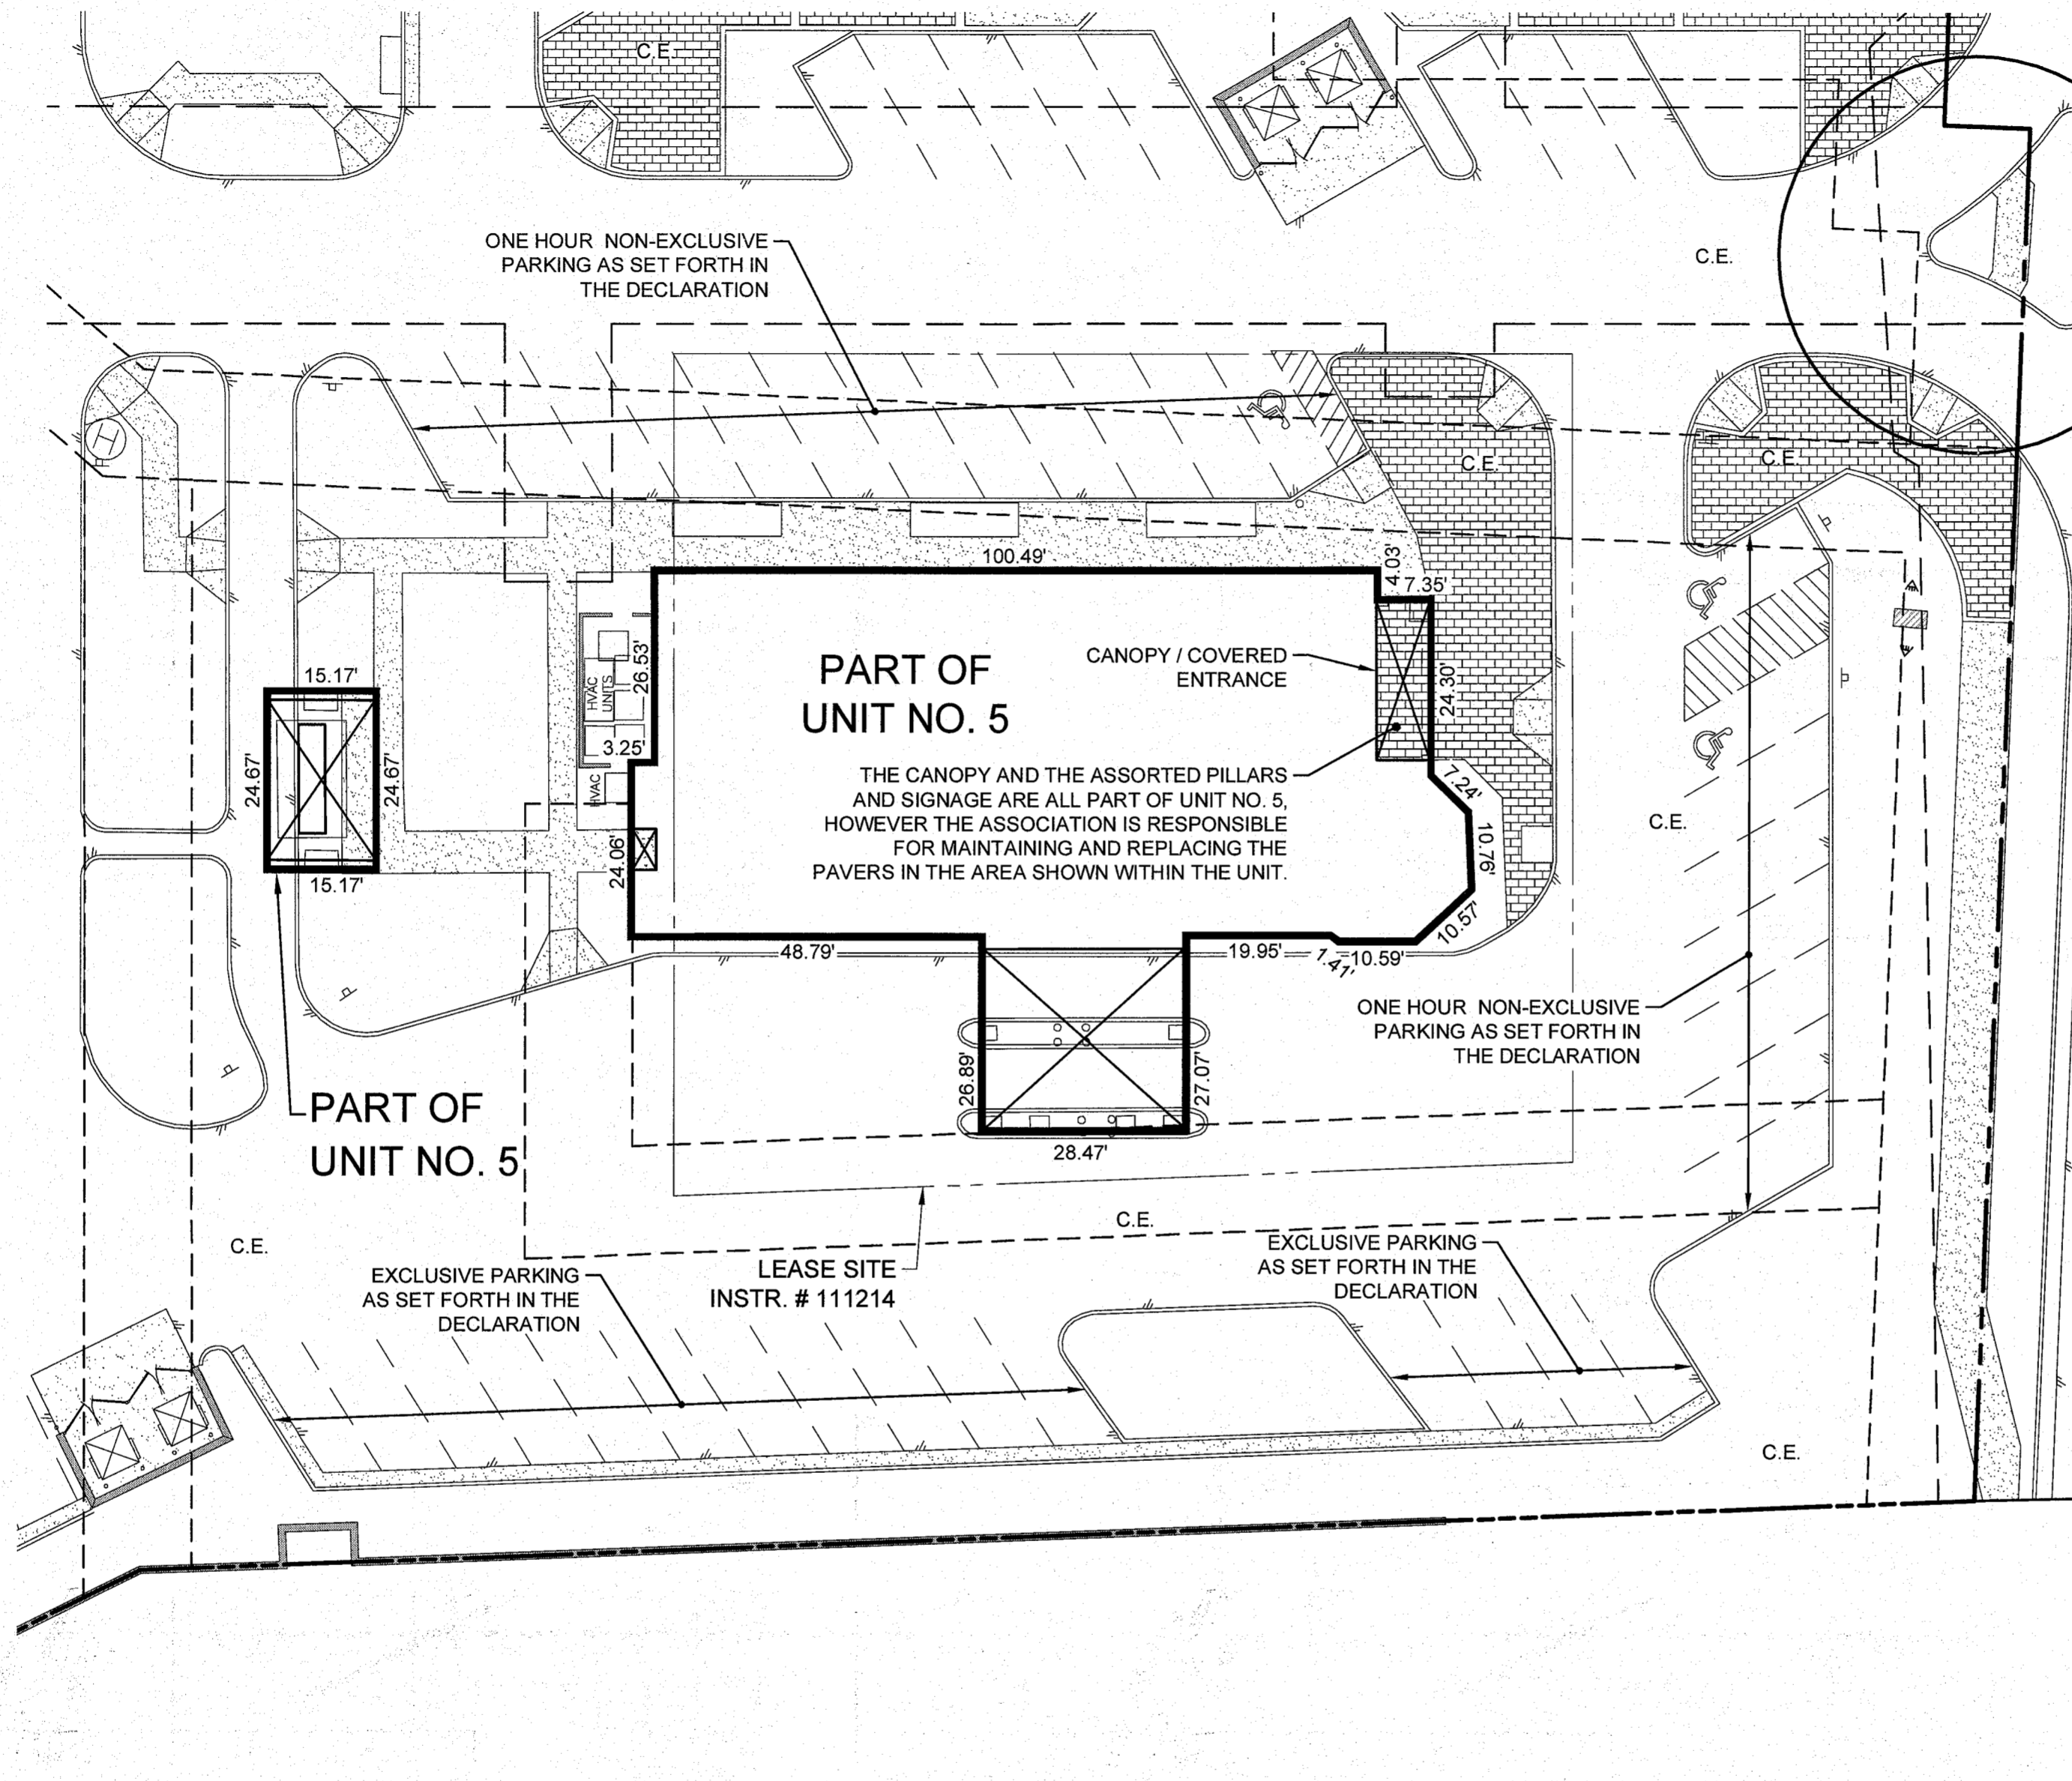 C.E.
ONE HOUR NON-EXCLUSIVE
PARKING AS SET FORTH IN
THE DECLARATION
C.E.
C.E.
C.E.
100.49'
4.03'
7.35'
15.17'
24.67'
24.67'
15.17'
HVAC
UNITS
26.53'
3.25'
HVAC
24.06'
PART OF
UNIT NO. 5
CANOPY / COVERED
ENTRANCE
24.30'
THE CANOPY AND THE ASSORTED PILLARS
AND SIGNAGE ARE ALL PART OF UNIT NO. 5,
HOWEVER THE ASSOCIATION IS RESPONSIBLE
FOR MAINTAINING AND REPLACING THE
PAVERS IN THE AREA SHOWN WITHIN THE UNIT.
7.24'
10.76'
10.57'
C.E.
48.79'
19.95'
1.41'
10.59'
26.89'
27.07'
28.47'
ONE HOUR NON-EXCLUSIVE
PARKING AS SET FORTH IN
THE DECLARATION
PART OF
UNIT NO. 5
C.E.
C.E.
EXCLUSIVE PARKING
AS SET FORTH IN THE
DECLARATION
LEASE SITE
INSTR. # 111214
EXCLUSIVE PARKING
AS SET FORTH IN THE
DECLARATION
C.E.